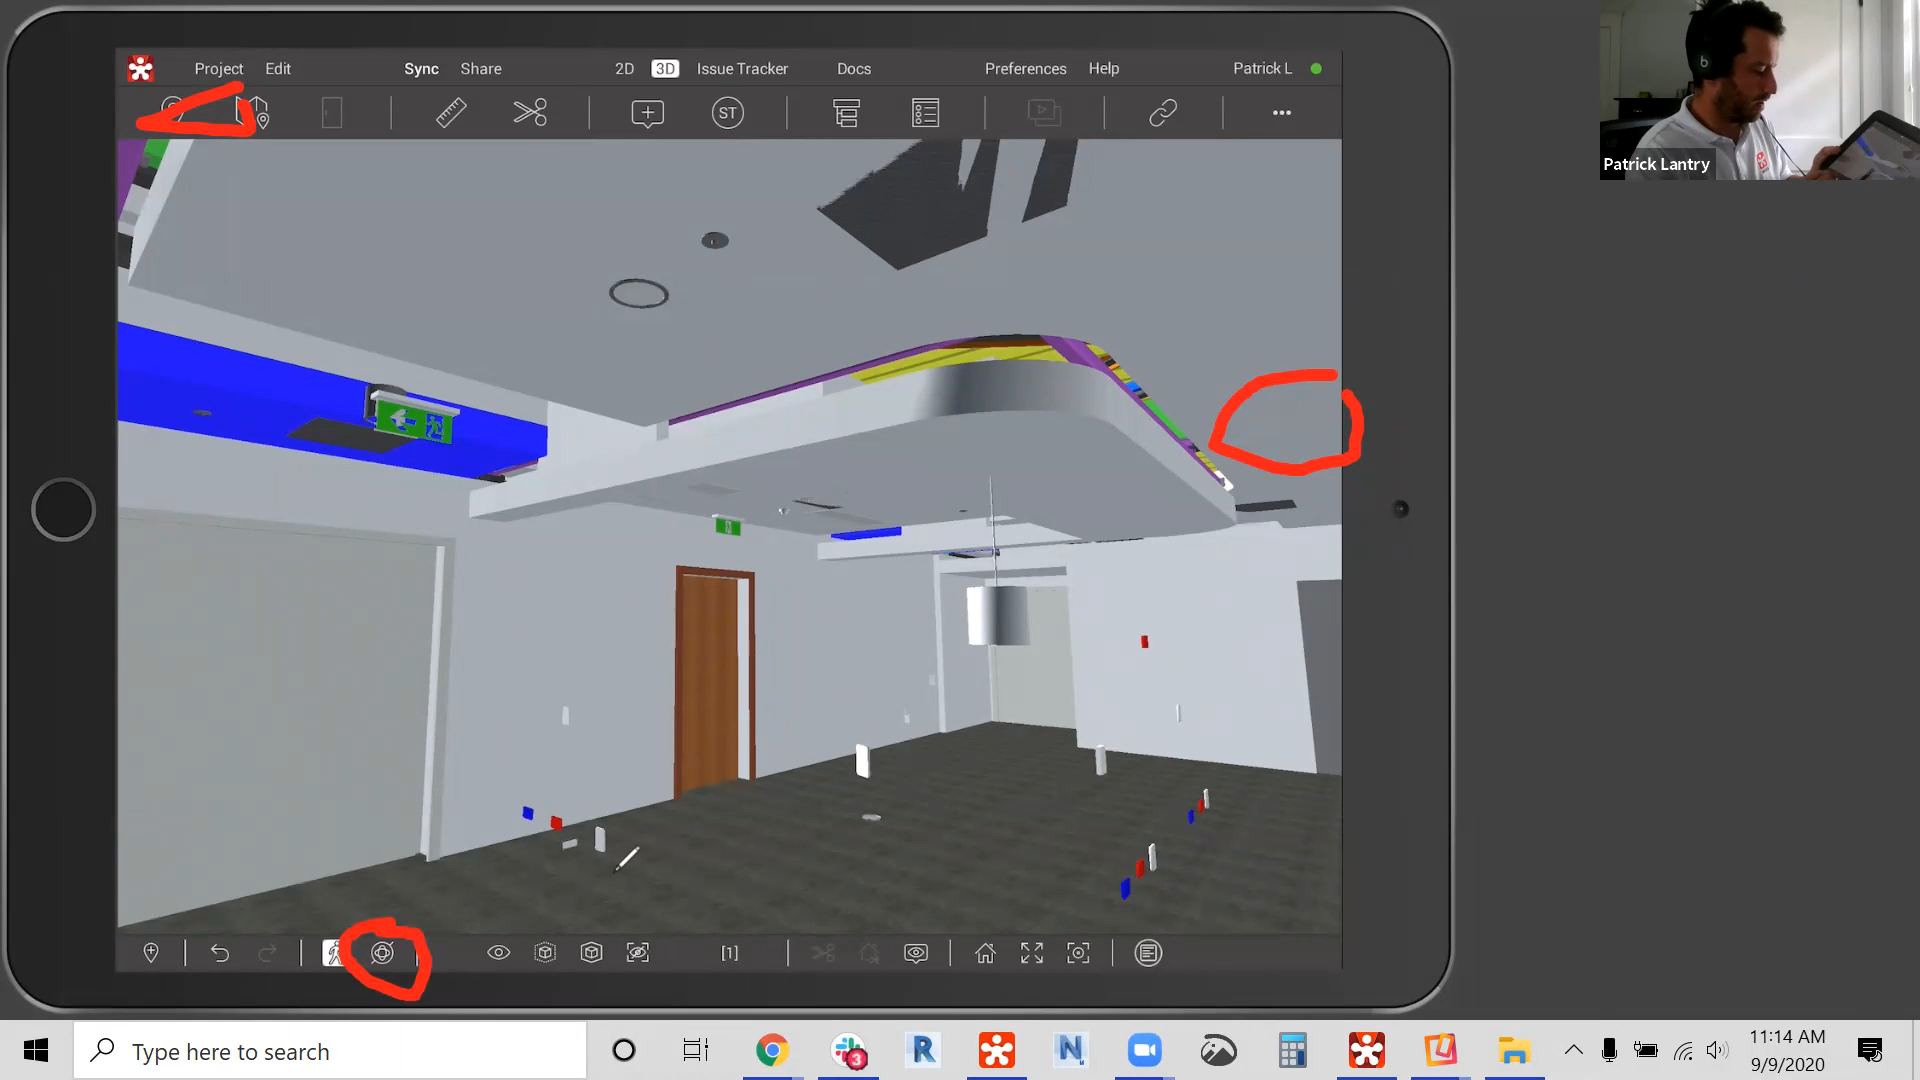 Project Edit Sync Share 2D 3D Issue Tracker Docs Preferences Help Patrick L
ST
Patrick Lantry
[1]
Type here to search
3
R
N
11:14 AM
9/9/2020